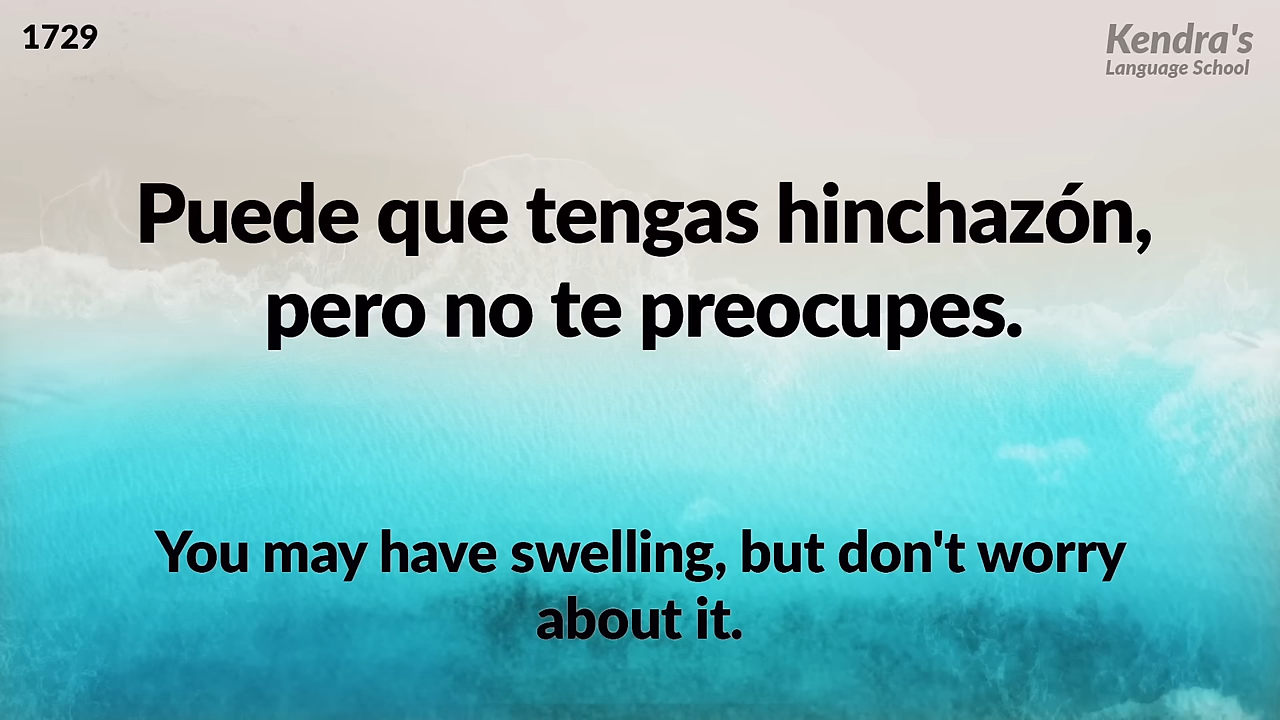 1729
Kendra's
Language School
Puede que tengas hinchazón,
pero no te preocupes.
You may have swelling, but don't worry
about it.